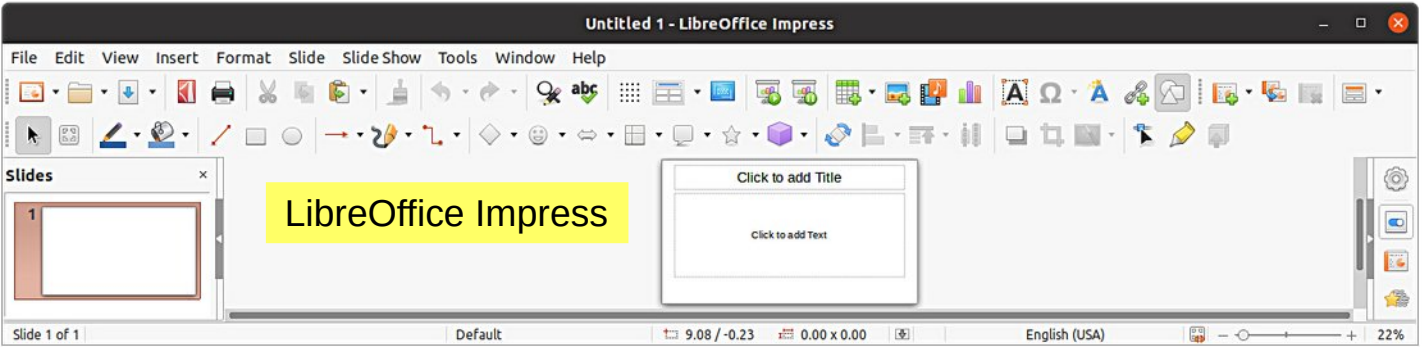 Untitled 1 - LibreOffice Impress
File Edit View Insert Format Slide Slide Show Tools Window Help
abc
A Ω A
Slides
1
LibreOffice Impress
Click to add Title
Click to add Text
Slide 1 of 1 Default 9.08 / -0.23 0.00 x 0.00 English (USA) 22%